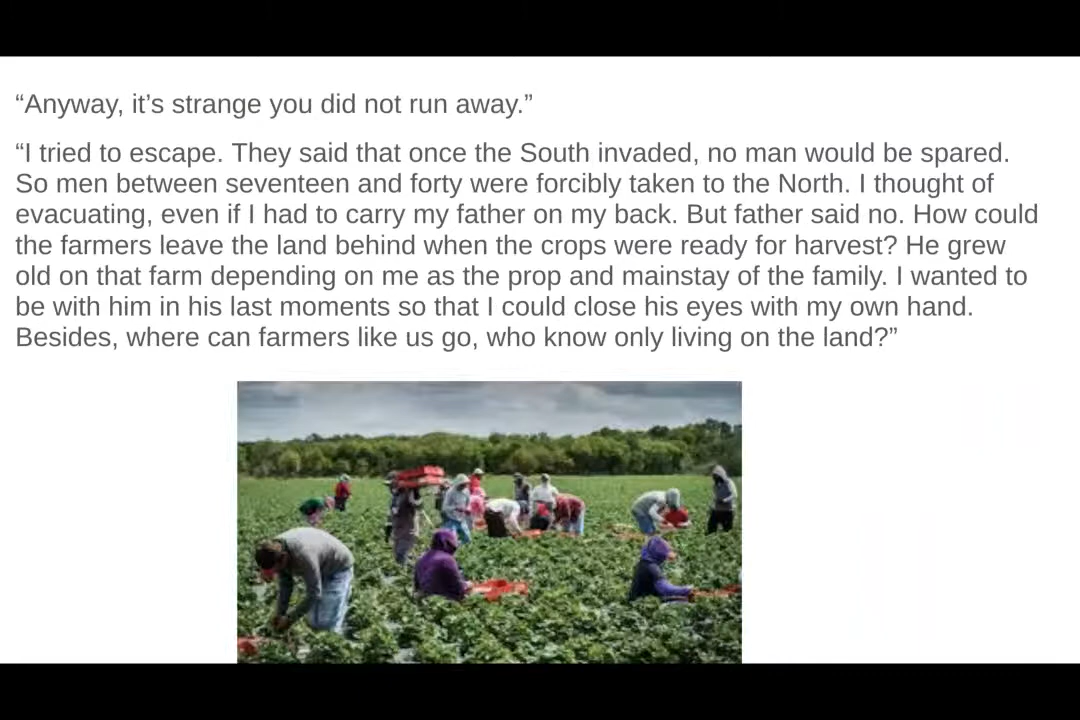 “Anyway, it’s strange you did not run away.”
“I tried to escape. They said that once the South invaded, no man would be spared.
So men between seventeen and forty were forcibly taken to the North. I thought of
evacuating, even if I had to carry my father on my back. But father said no. How could
the farmers leave the land behind when the crops were ready for harvest? He grew
old on that farm depending on me as the prop and mainstay of the family. I wanted to
be with him in his last moments so that I could close his eyes with my own hand.
Besides, where can farmers like us go, who know only living on the land?”